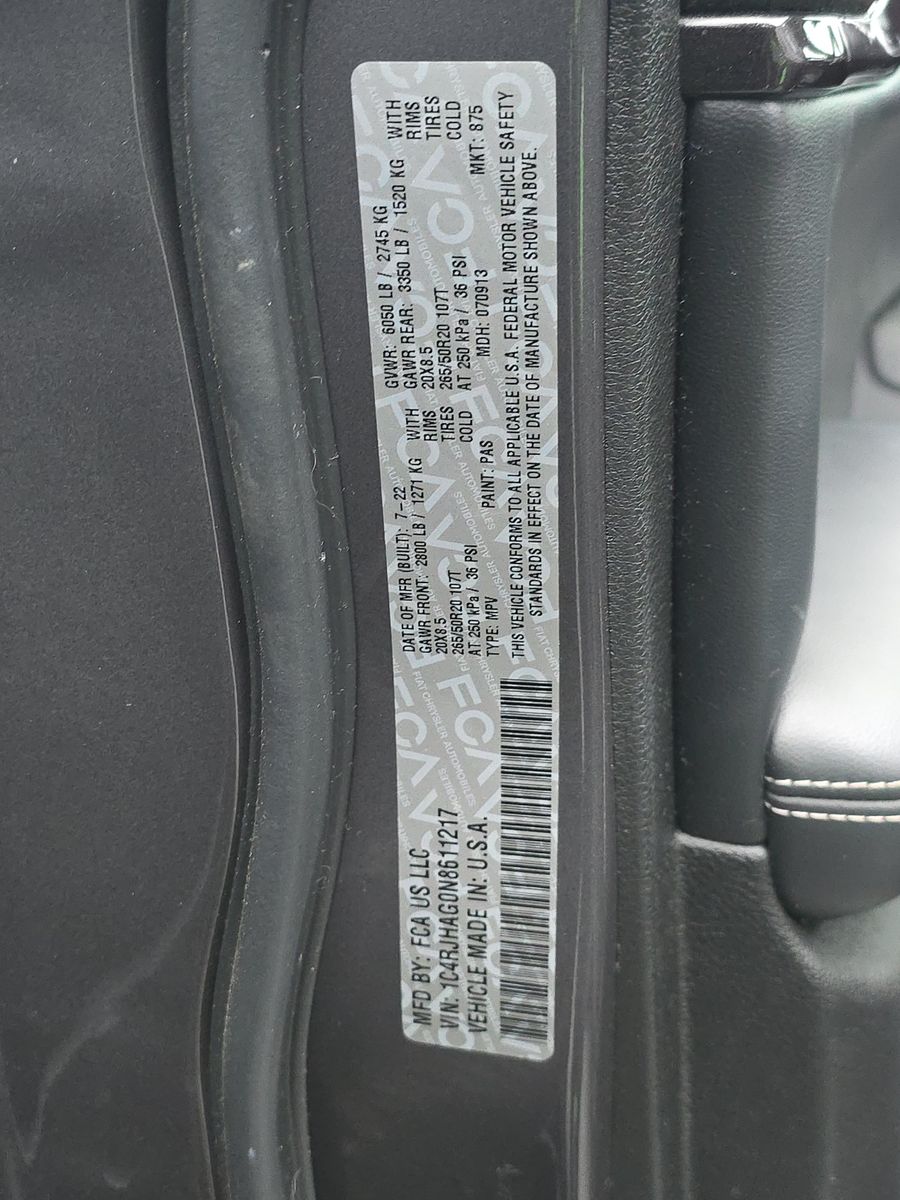 MFD BY: FCA US LLC
VIN: 1C4RJHAG0N8611217
VEHICLE MADE IN: U.S.A.
DATE OF MFR (BUILT): 7-22 GVWR: 6050 LB / 2745 KG
GAWR FRONT: 2800 LB / 1271 KG WITH GAWR REAR: 3350 LB / 1520 KG WITH
20X8.5 RIMS 20X8.5 RIMS
265/50R20 107T TIRES 265/50R20 107T TIRES
AT 250 kPa / 36 PSI COLD AT 250 kPa / 36 PSI COLD
TYPE: MPV PAINT: PAS MDH: 070913 MKT: 875
THIS VEHICLE CONFORMS TO ALL APPLICABLE U.S.A. FEDERAL MOTOR VEHICLE SAFETY
STANDARDS IN EFFECT ON THE DATE OF MANUFACTURE SHOWN ABOVE.